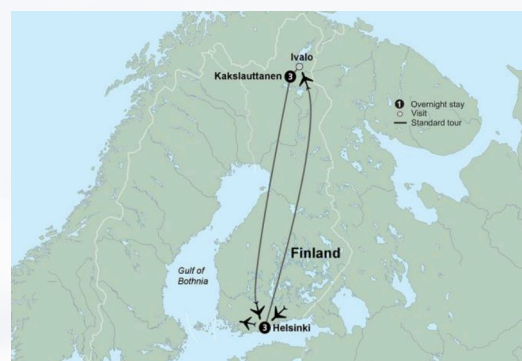 Ivalo
Kakslauttanen 3
1 Overnight stay
Visit
Standard tour
Finland
Gulf of
Bothnia
3 Helsinki